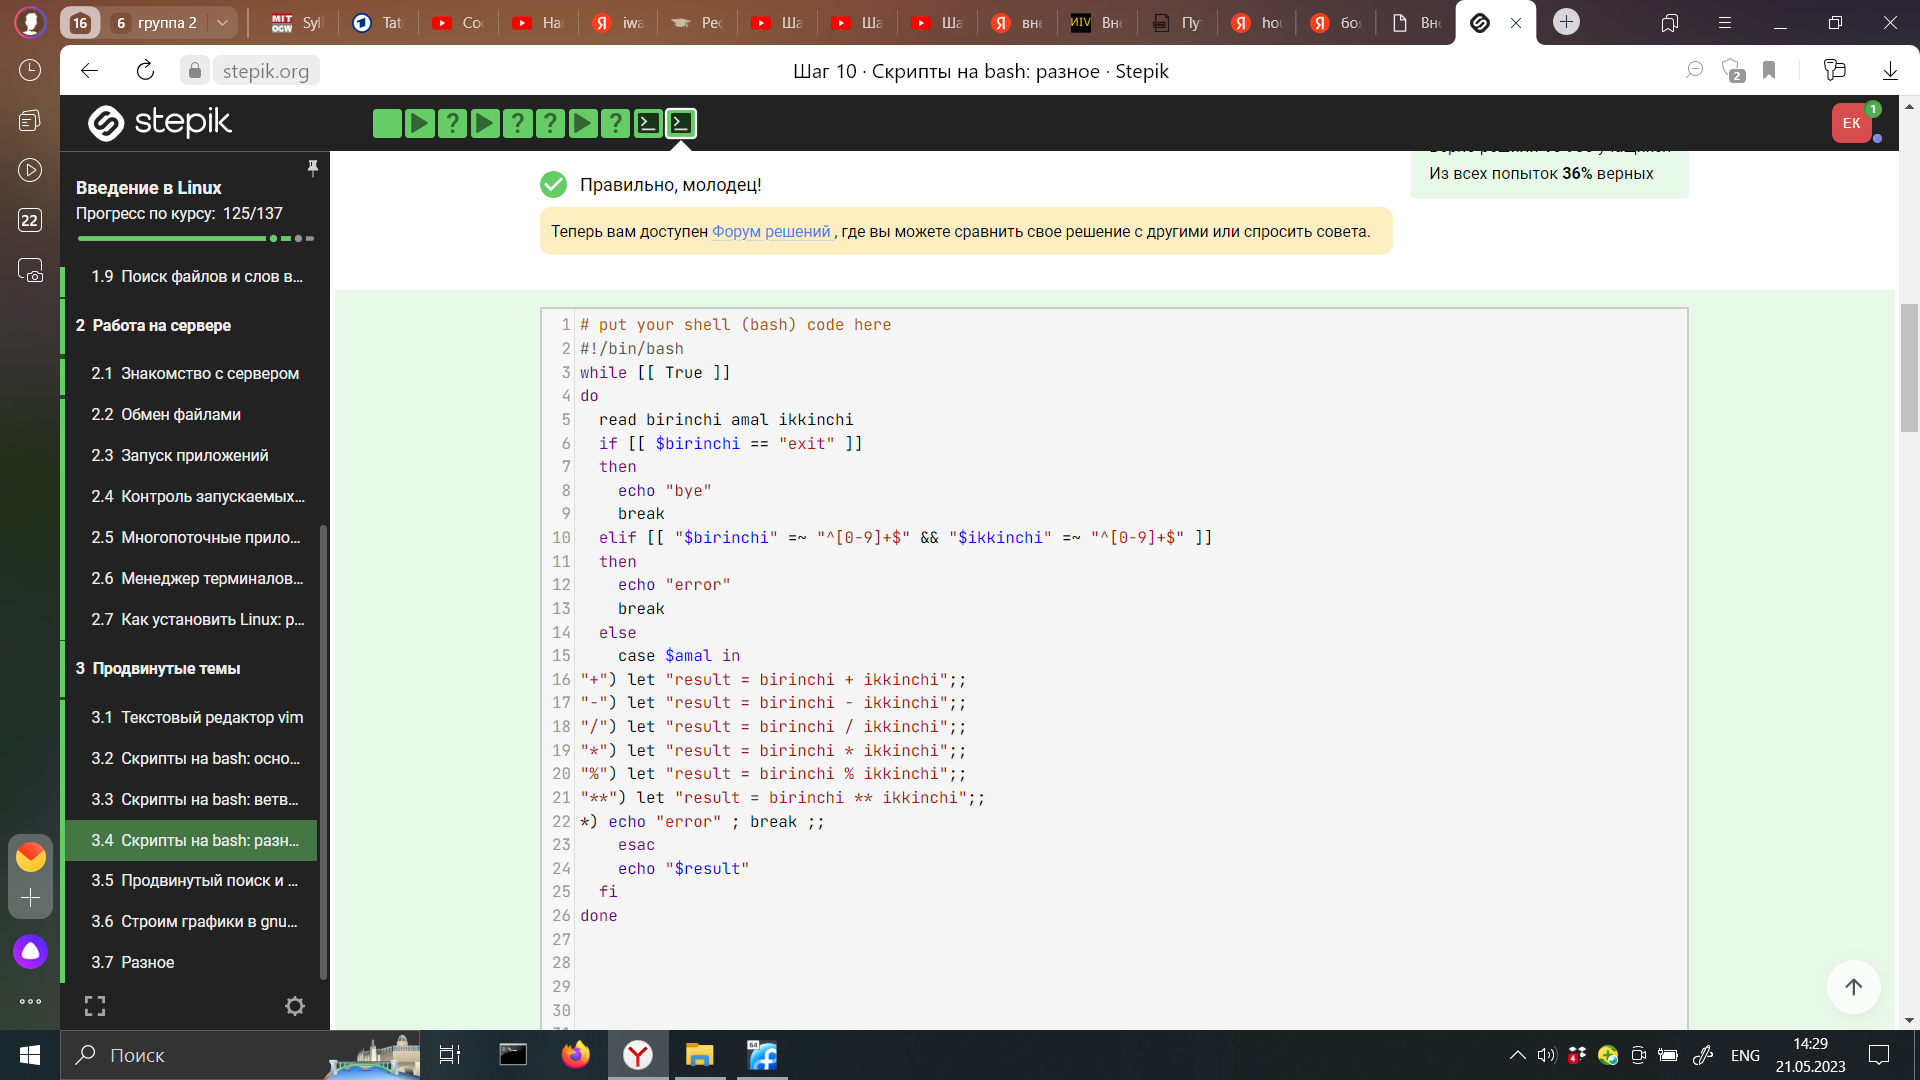 16
6 группа 2
MIT OCW Syl
Tat
Со
На
iwa
Рес
Ша
Ша
Ша
вне
ИIV Вне
Пу
hou
боя
Вне
stepik.org
Шаг 10 · Скрипты на bash: разное · Stepik
2
stepik
ЕК
1
22
Введение в Linux
Прогресс по курсу: 125/137
1.9 Поиск файлов и слов в...
2 Работа на сервере
2.1 Знакомство с сервером
2.2 Обмен файлами
2.3 Запуск приложений
2.4 Контроль запускаемых...
2.5 Многопоточные прило...
2.6 Менеджер терминалов...
2.7 Как установить Linux: р...
3 Продвинутые темы
3.1 Текстовый редактор vim
3.2 Скрипты на bash: осно...
3.3 Скрипты на bash: ветв...
3.4 Скрипты на bash: разн...
3.5 Продвинутый поиск и ...
3.6 Строим графики в gnu...
3.7 Разное
Из всех попыток 36% верных
Правильно, молодец!
Теперь вам доступен Форум решений , где вы можете сравнить свое решение с другими или спросить совета.
1 # put your shell (bash) code here
2 #!/bin/bash
3 while [[ True ]]
4 do
5   read birinchi amal ikkinchi
6   if [[ $birinchi == "exit" ]]
7   then
8     echo "bye"
9     break
10   elif [[ "$birinchi" =~ "^[0-9]+$" && "$ikkinchi" =~ "^[0-9]+$" ]]
11   then
12     echo "error"
13     break
14   else
15     case $amal in
16 "+") let "result = birinchi + ikkinchi";;
17 "-") let "result = birinchi - ikkinchi";;
18 "/") let "result = birinchi / ikkinchi";;
19 "*") let "result = birinchi * ikkinchi";;
20 "%") let "result = birinchi % ikkinchi";;
21 "**") let "result = birinchi ** ikkinchi";;
22 *) echo "error" ; break ;;
23     esac
24     echo "$result"
25   fi
26 done
27
28
29
30
Поиск
64
4
ENG
14:29
21.05.2023